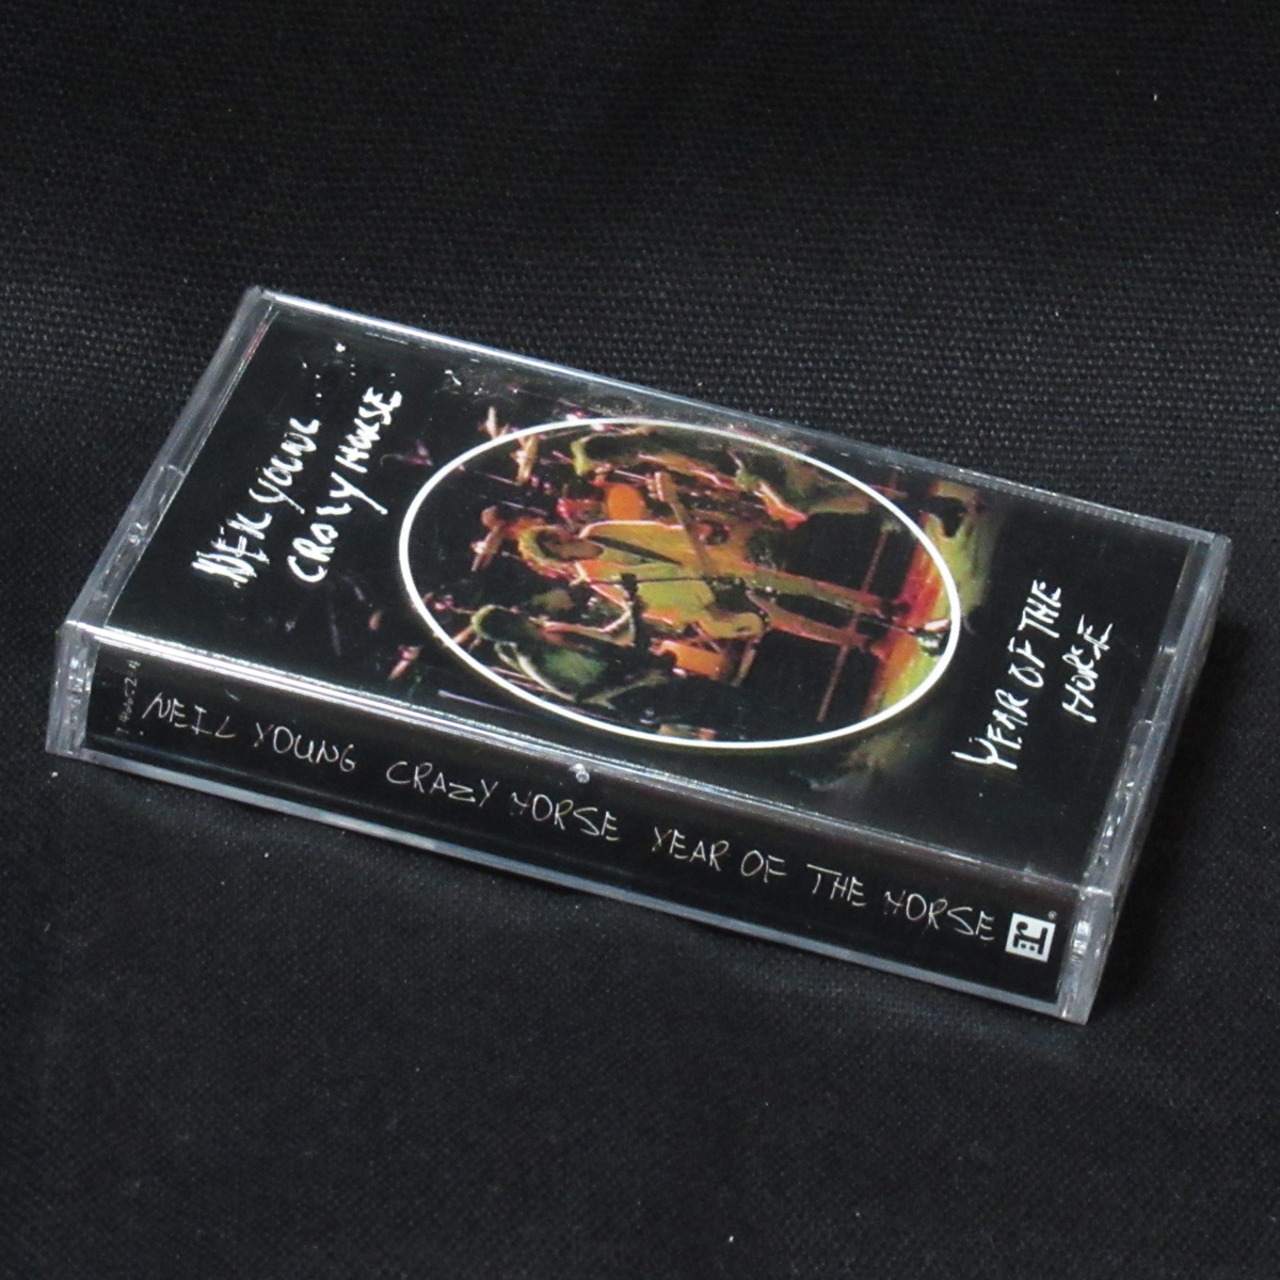 NEIL YOUNG
CRAZY HORSE
YEAR OF THE
HORSE
NEIL YOUNG CRAZY HORSE YEAR OF THE HORSE
r